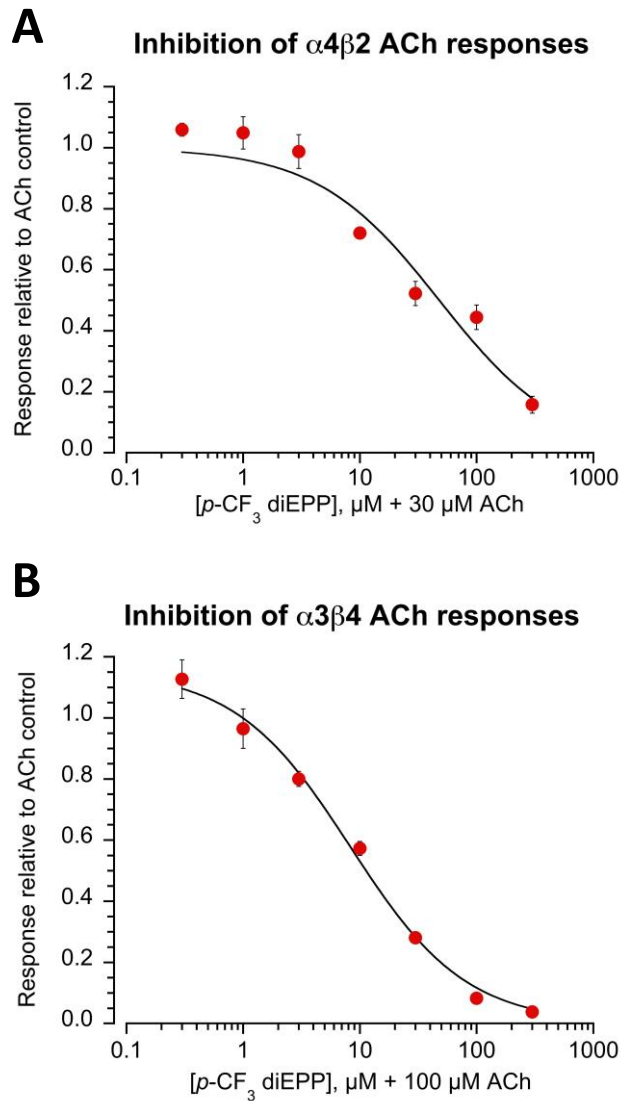 A
Inhibition of α4β2 ACh responses
Response relative to ACh control
1.2
1.0
0.8
0.6
0.4
0.2
0.0
0.1 1 10 100 1000
[p-CF3 diEPP], µM + 30 µM ACh
B
Inhibition of α3β4 ACh responses
Response relative to ACh control
1.2
1.0
0.8
0.6
0.4
0.2
0.0
0.1 1 10 100 1000
[p-CF3 diEPP], µM + 100 µM ACh